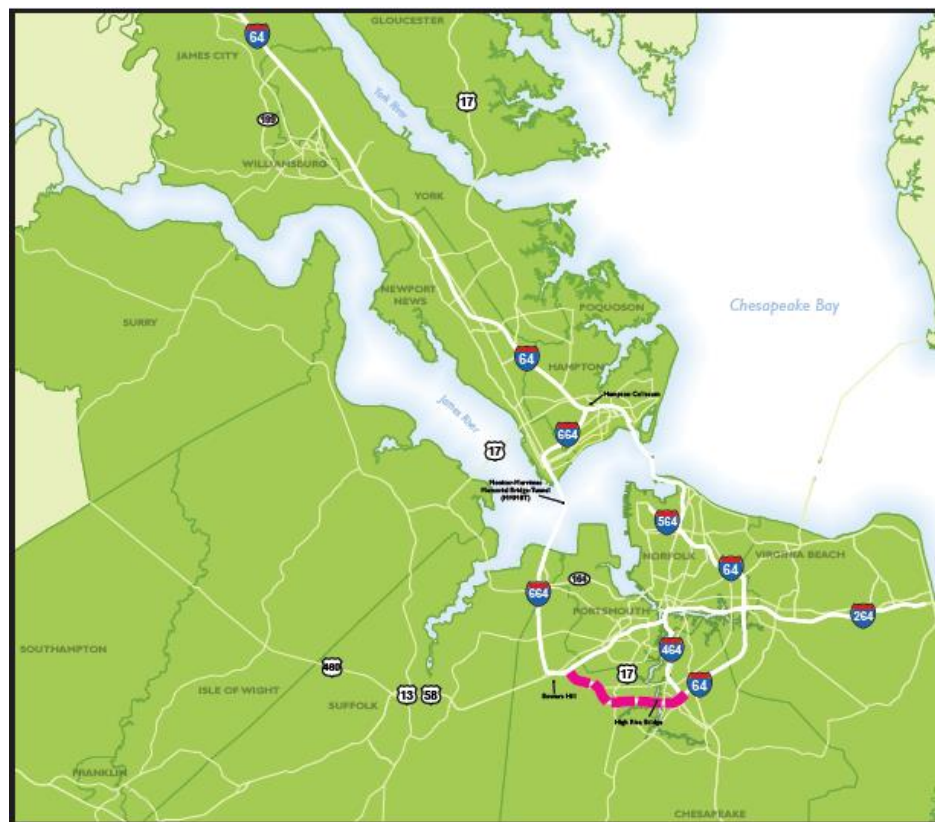 GLOUCESTER
64
JAMES CITY
York River
17
199
WILLIAMSBURG
YORK
NEWPORT
NEWS
POQUOSON
Chesapeake Bay
SURRY
64
HAMPTON
Hampton Coliseum
James River
664
17
Monitor-Merrimac
Memorial Bridge-Tunnel
(MMMBT)
564
NORFOLK
VIRGINIA BEACH
64
164
664
PORTSMOUTH
264
464
SOUTHAMPTON
460
17
64
ISLE OF WIGHT
13
58
SUFFOLK
Bowers Hill
High Rise Bridge
FRANKLIN
CHESAPEAKE